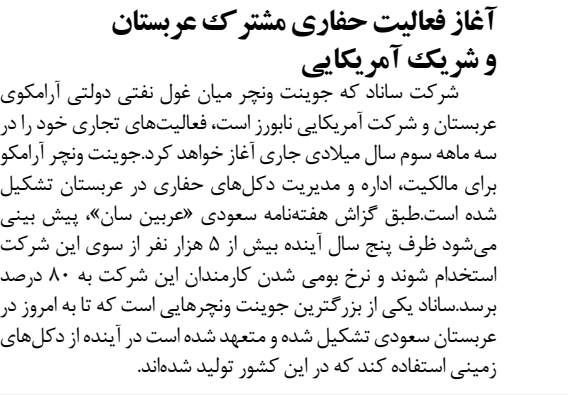 آغاز فعالیت حفاری مشترک عربستان
و شریک آمریکایی
شرکت ساناد که جوینت ونچر میان غول نفتی دولتی آرامکوی
عربستان و شرکت آمریکایی نابورز است، فعالیت‌های تجاری خود را در
سه ماهه سوم سال میلادی جاری آغاز خواهد کرد.جوینت ونچر آرامکو
برای مالکیت، اداره و مدیریت دکل‌های حفاری در عربستان تشکیل
شده است.طبق گزاش هفته‌نامه سعودی «عربین سان»، پیش بینی
می‌شود ظرف پنج سال آینده بیش از ۵ هزار نفر از سوی این شرکت
استخدام شوند و نرخ بومی شدن کارمندان این شرکت به ۸۰ درصد
برسد.ساناد یکی از بزرگترین جوینت ونچرهایی است که تا به امروز در
عربستان سعودی تشکیل شده و متعهد شده است در آینده از دکل‌های
زمینی استفاده کند که در این کشور تولید شده‌اند.